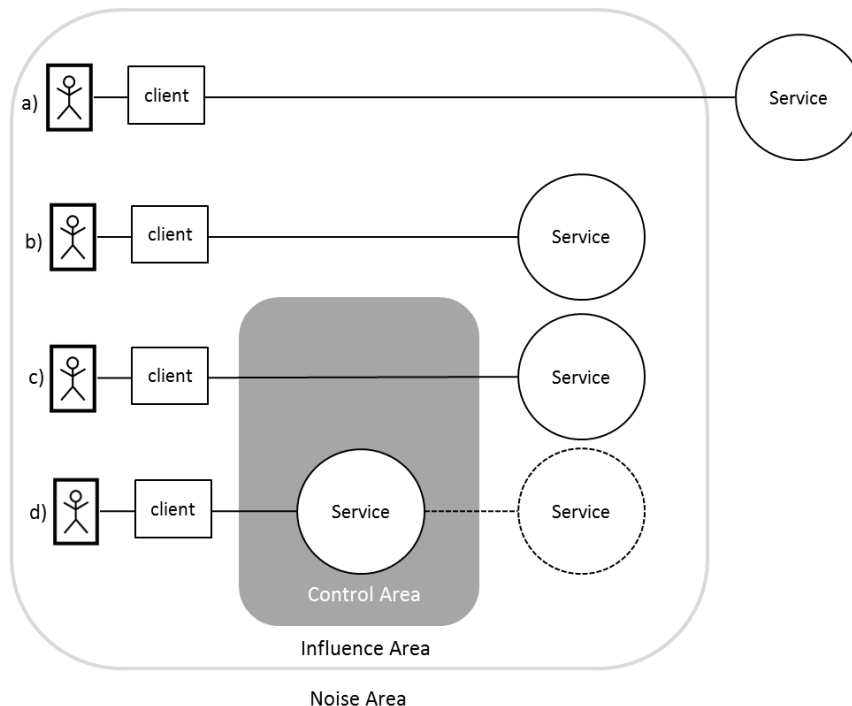 a)
client
Service
b)
client
Service
c)
client
Service
d)
client
Service
Service
Control Area
Influence Area
Noise Area